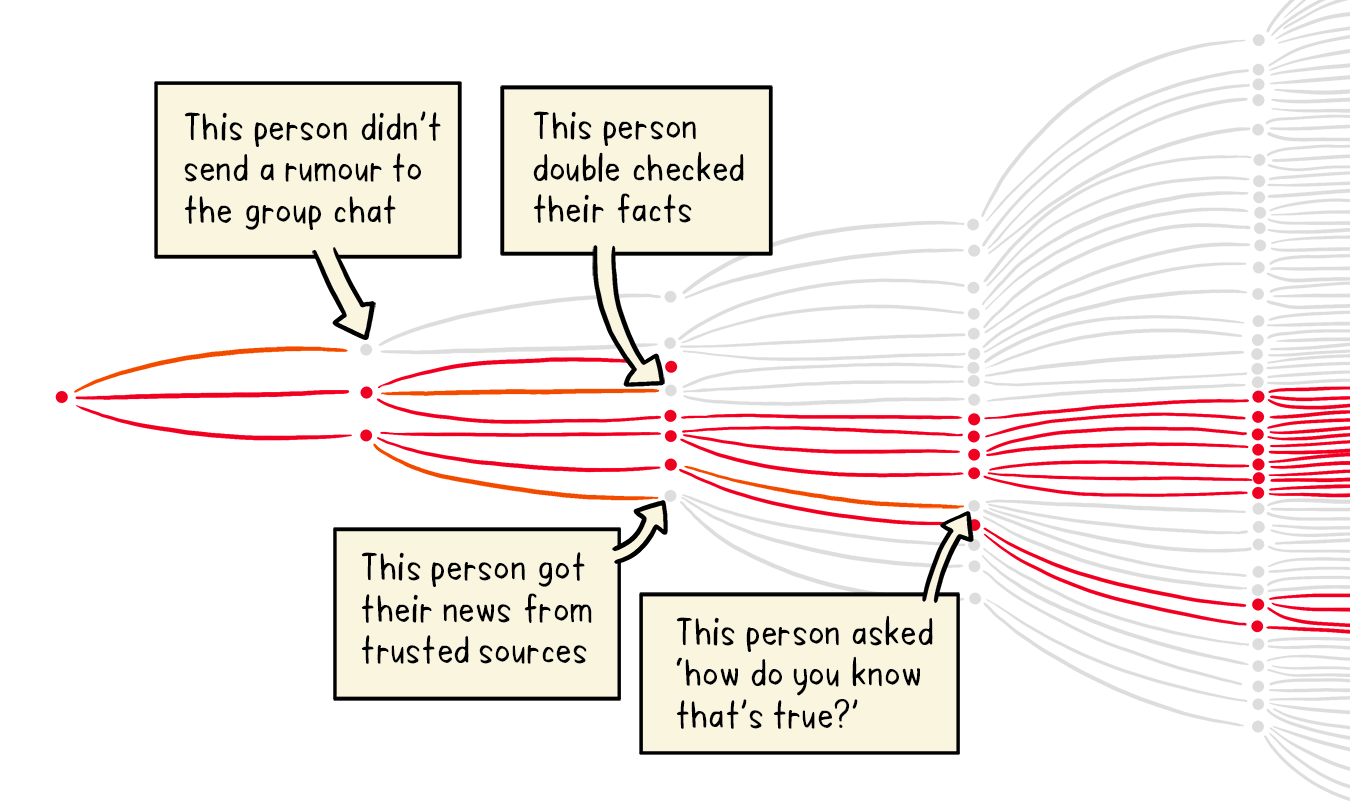 This person didn't
send a rumour to
the group chat
This person
double checked
their facts
This person got
their news from
trusted sources
This person asked
'how do you know
that's true?'